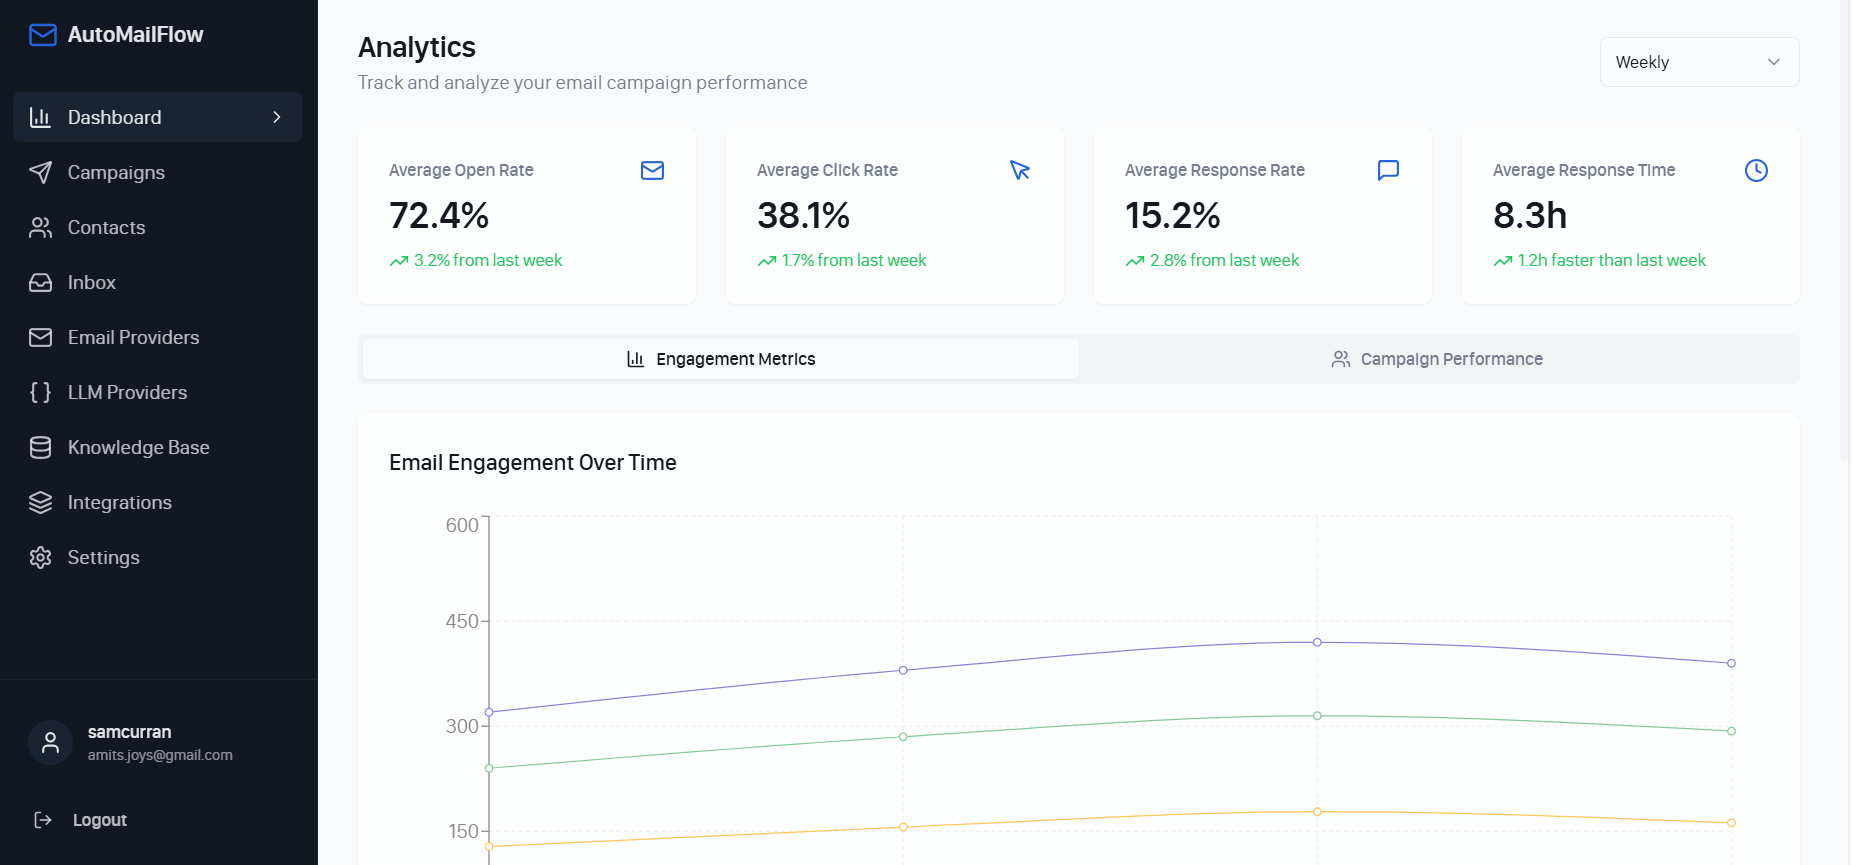 AutoMailFlow
Dashboard
Campaigns
Contacts
Inbox
Email Providers
LLM Providers
Knowledge Base
Integrations
Settings
samcurran
amits.joys@gmail.com
Logout
Analytics
Track and analyze your email campaign performance
Weekly
Average Open Rate
72.4%
3.2% from last week
Average Click Rate
38.1%
1.7% from last week
Average Response Rate
15.2%
2.8% from last week
Average Response Time
8.3h
1.2h faster than last week
Engagement Metrics
Campaign Performance
Email Engagement Over Time
600
450
300
150